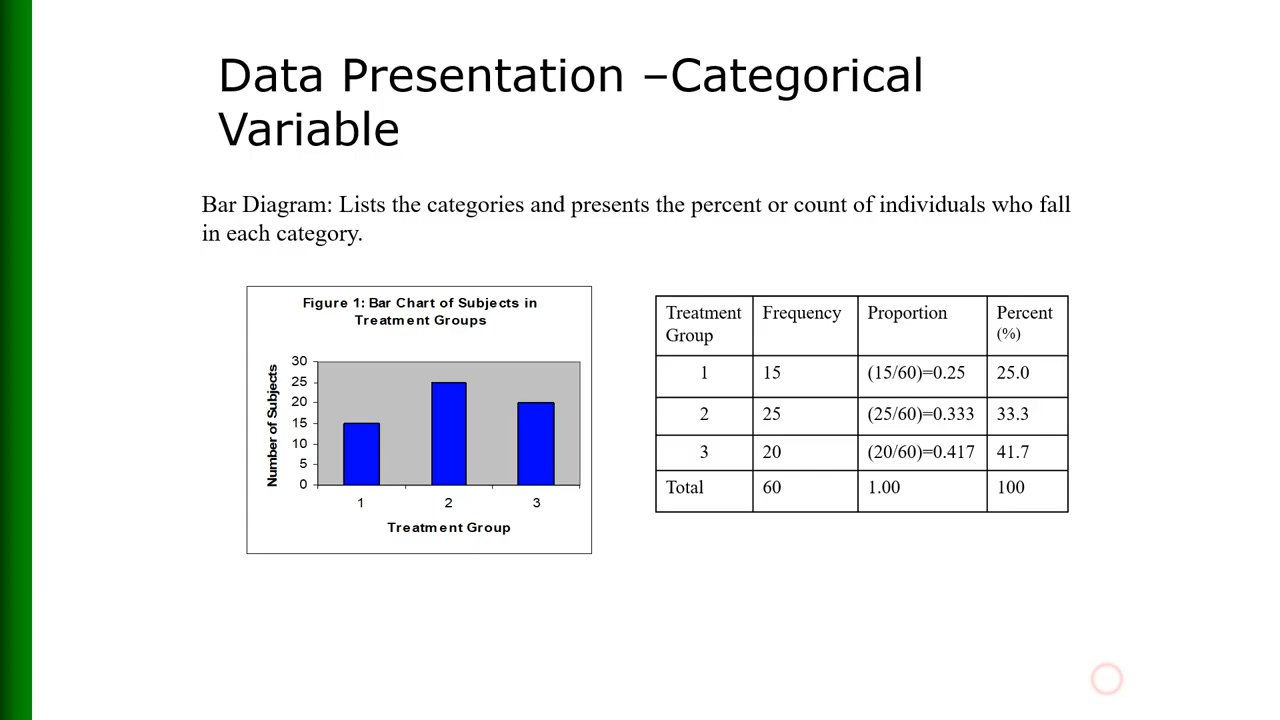 Data Presentation –Categorical
Variable
Bar Diagram: Lists the categories and presents the percent or count of individuals who fall
in each category.
Figure 1: Bar Chart of Subjects in
Treatment Groups
Number of Subjects
30
25
20
15
10
5
0
1 2 3
Treatment Group
Treatment Group Frequency Proportion Percent (%)
1 15 (15/60)=0.25 25.0
2 25 (25/60)=0.333 33.3
3 20 (20/60)=0.417 41.7
Total 60 1.00 100